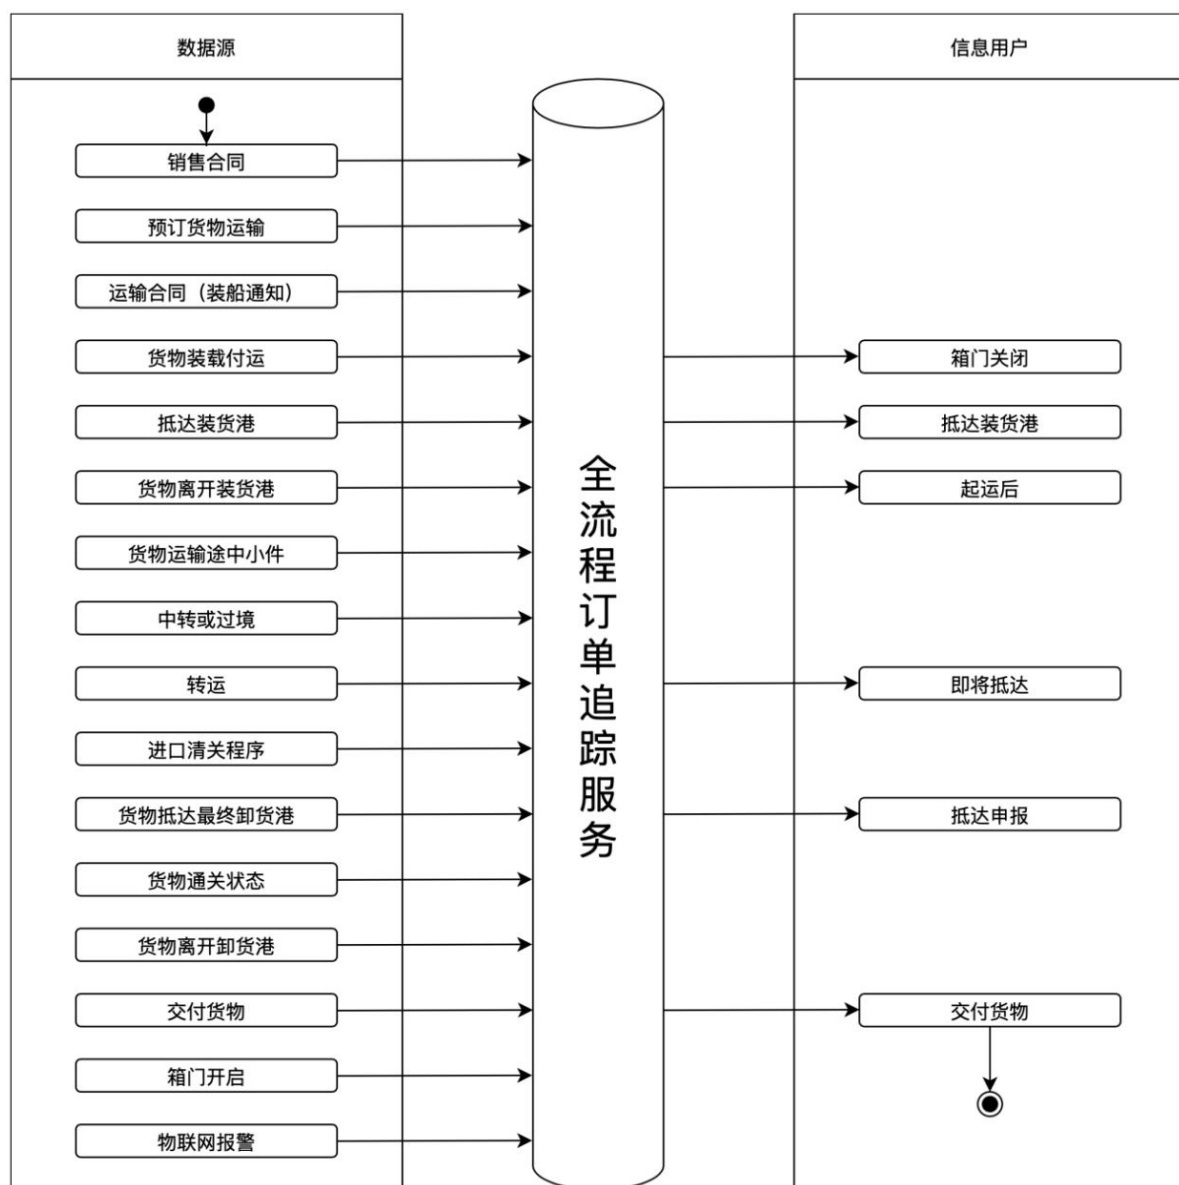 数据源
信息用户
销售合同
预订货物运输
运输合同（装船通知）
货物装载付运
箱门关闭
抵达装货港
抵达装货港
货物离开装货港
起运后
货物运输途中小件
中转或过境
转运
即将抵达
进口清关程序
货物抵达最终卸货港
抵达申报
货物通关状态
货物离开卸货港
交付货物
交付货物
箱门开启
物联网报警
全流程订单追踪服务